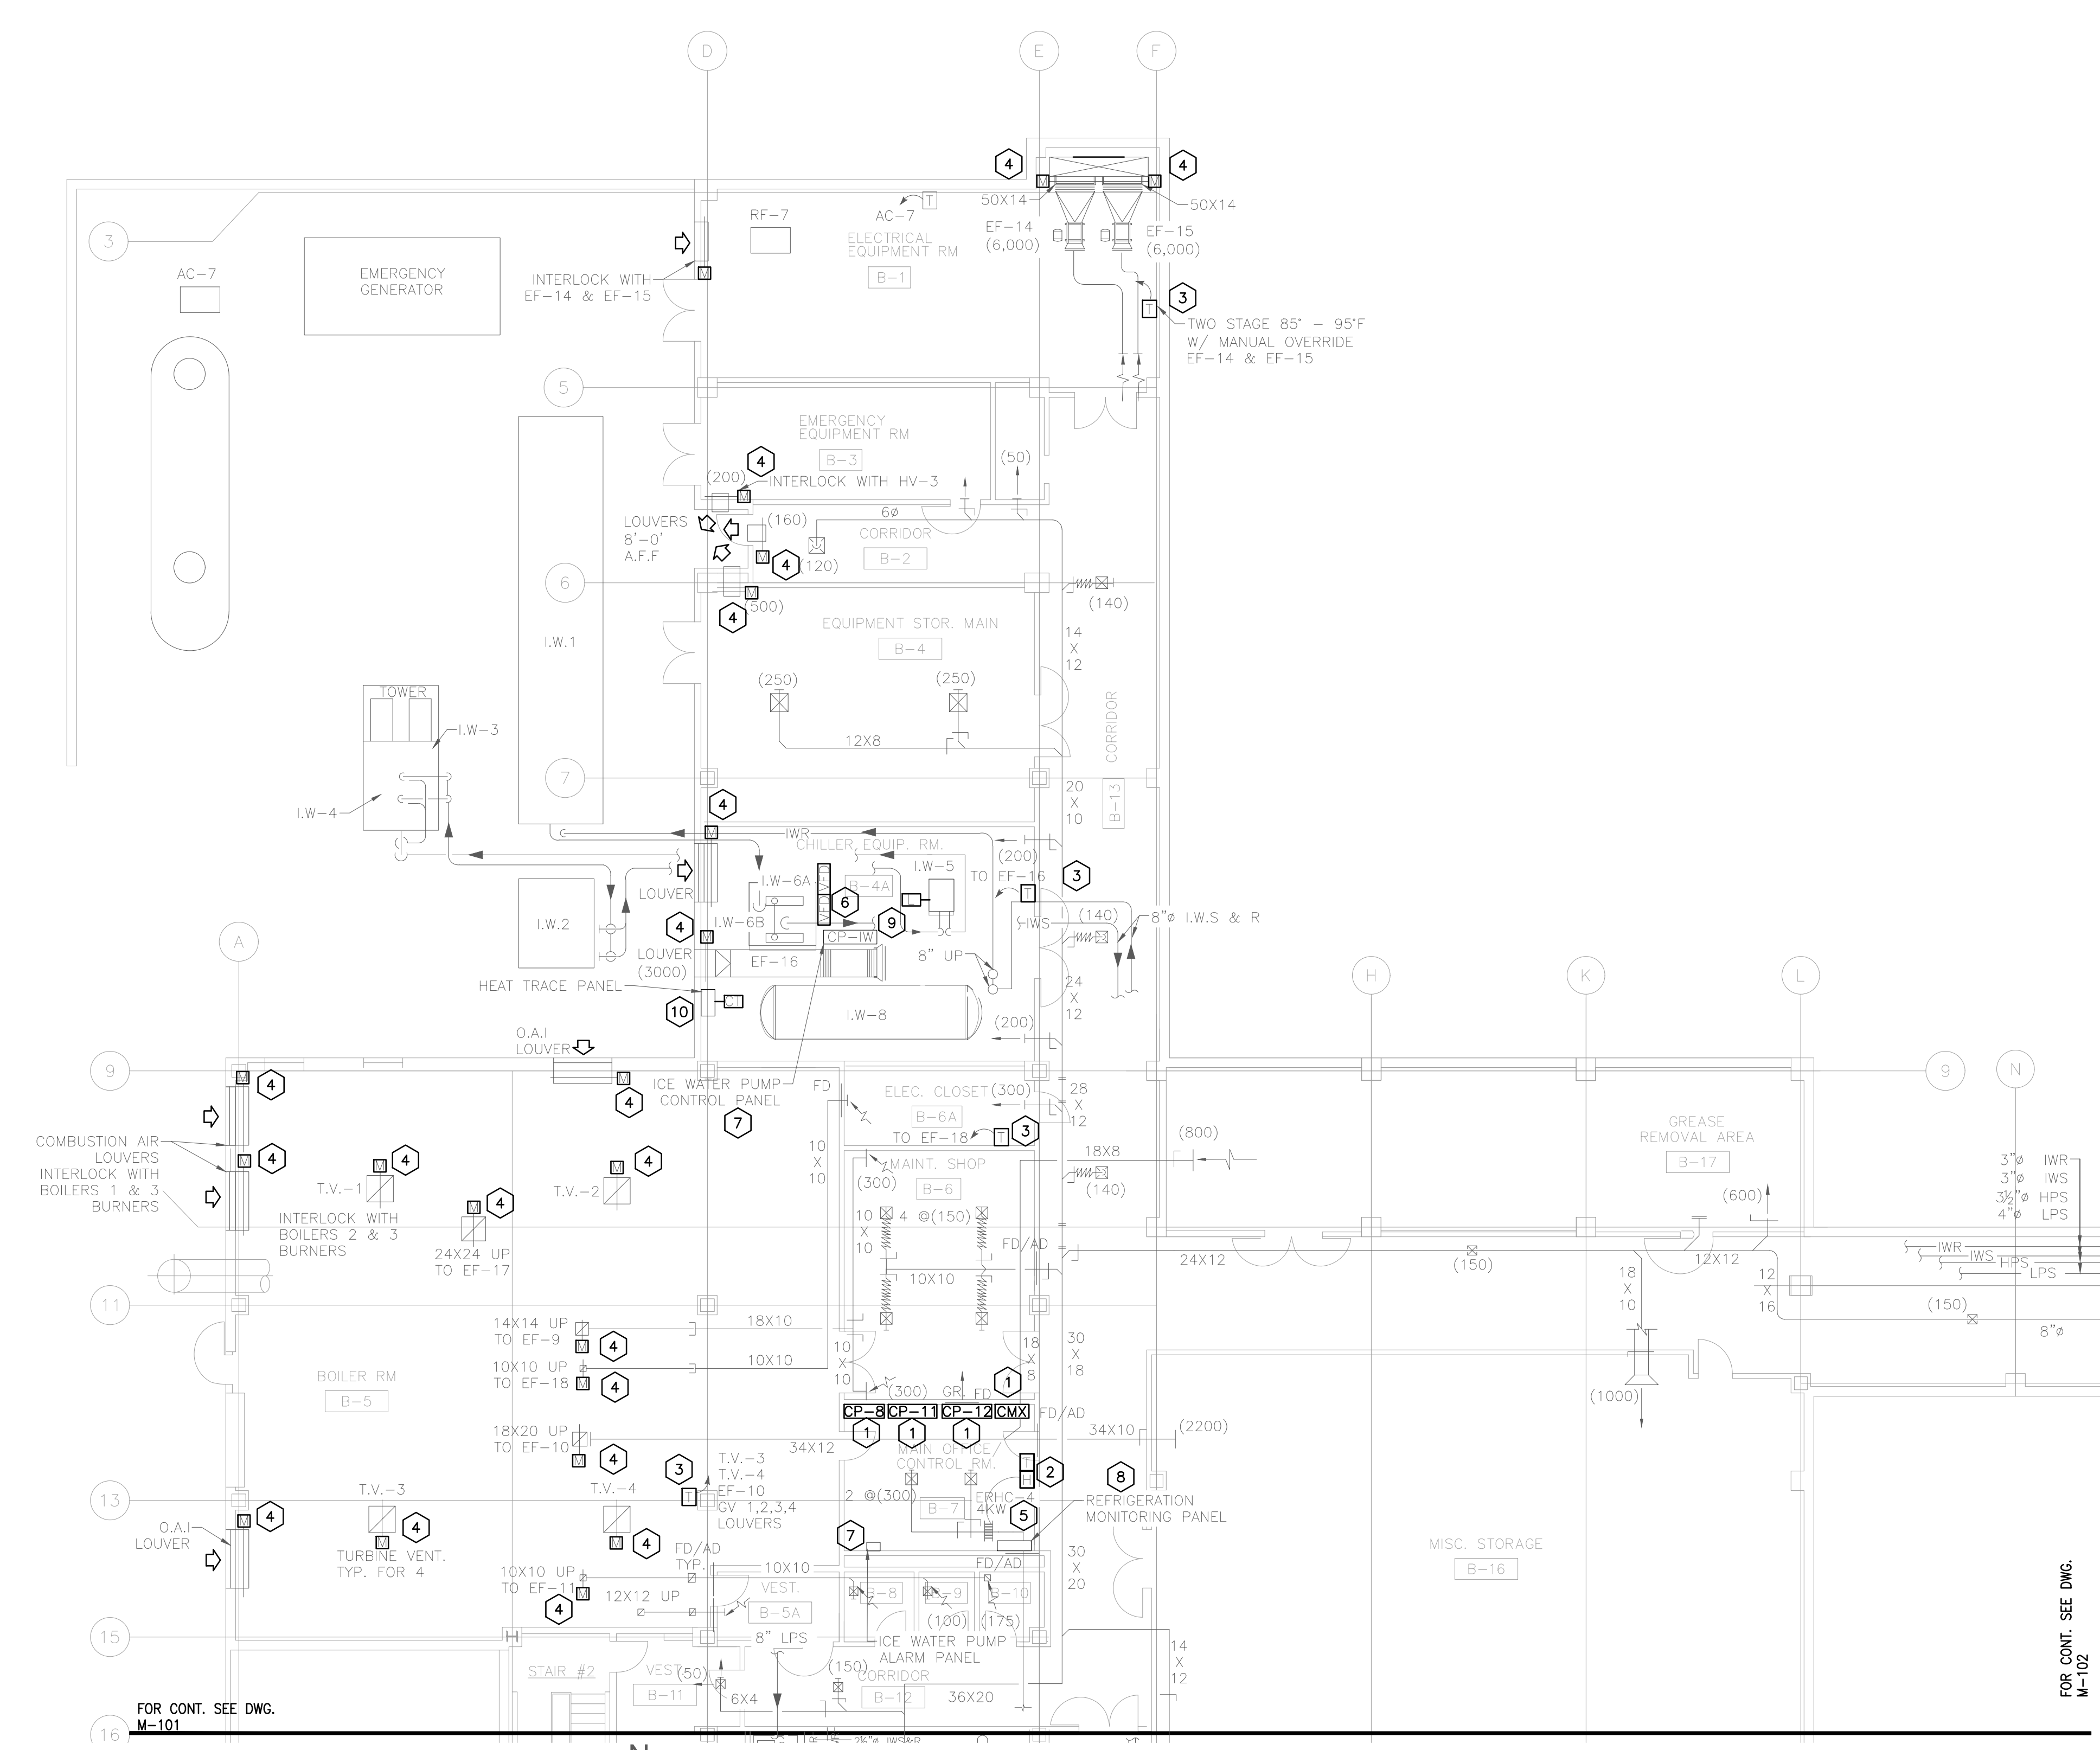 D
E
F
4
4
50X14
50X14
3
RF-7
AC-7
T
M
M
EF-14
(6,000)
EF-15
(6,000)
ELECTRICAL
EQUIPMENT RM
B-1
AC-7
EMERGENCY
GENERATOR
INTERLOCK WITH
EF-14 & EF-15
M
T
3
TWO STAGE 85° - 95°F
W/ MANUAL OVERRIDE
EF-14 & EF-15
5
EMERGENCY
EQUIPMENT RM
B-3
(50)
4
(200)
M
INTERLOCK WITH HV-3
6ø
LOUVERS
8'-0'
A.F.F
(160)
M
4
(120)
CORRIDOR
B-2
6
M
4
(500)
(140)
EQUIPMENT STOR. MAIN
B-4
14
X
12
I.W.1
(250)
(250)
12X8
CORRIDOR
B-13
TOWER
I.W-3
I.W-4
7
20
X
10
4
M
IWR
CHILLER EQUIP. RM.
(200)
I.W-6A
VFD
VFD
B-4A
I.W-5
TO EF-16
T
3
LOUVER
6
L
9
I.W.2
4
M
I.W-6B
CP-IW
IWS
(140)
8"ø I.W.S & R
LOUVER
(3000)
EF-16
8" UP
A
H
K
L
HEAT TRACE PANEL
CT
10
I.W-8
24
X
12
(200)
O.A.I
LOUVER
9
M
4
M
4
ICE WATER PUMP
CONTROL PANEL
7
FD
ELEC. CLOSET
(300)
B-6A
28
X
12
9
N
COMBUSTION AIR
LOUVERS
INTERLOCK WITH
BOILERS 1 & 3
BURNERS
M
4
M
4
T.V.-1
M
4
T.V.-2
M
4
INTERLOCK WITH
BOILERS 2 & 3
BURNERS
24X24 UP
TO EF-17
10
X
10
TO EF-18
T
3
MAINT. SHOP
B-6
(300)
18X8
(800)
(140)
GREASE
REMOVAL AREA
B-17
(600)
3"ø IWR
3"ø IWS
3½"ø HPS
4"ø LPS
10
X
10
4 @(150)
FD/AD
10X10
24X12
(150)
12X12
IWR
IWS
HPS
LPS
18
X
10
12
X
16
(150)
8"ø
11
14X14 UP
TO EF-9
M
4
18X10
10X10 UP
TO EF-18
M
4
10X10
10
X
10
18
X
8
30
X
18
BOILER RM
B-5
(300)
GR.
FD
1
CP-8
CP-11
CP-12
CMX
FD/AD
1
1
1
(1000)
18X20 UP
TO EF-10
M
4
34X12
34X10
(2200)
MAIN OFFICE/
CONTROL RM.
3
T
T.V.-3
T.V.-4
EF-10
GV 1,2,3,4
LOUVERS
T
H
2
8
13
T.V.-3
T.V.-4
2 @(300)
B-7
ERHC-4
4KW
5
REFRIGERATION
MONITORING PANEL
M
4
O.A.I
LOUVER
M
4
M
4
7
TURBINE VENT.
TYP. FOR 4
FD/AD
TYP.
10X10
FD/AD
30
X
20
MISC. STORAGE
B-16
10X10 UP
TO EF-11
M
4
12X12 UP
VEST.
B-5A
B-8
B-9
B-10
(100)
(175)
15
8" LPS
ICE WATER PUMP
ALARM PANEL
14
X
12
STAIR #2
VEST.
(50)
B-11
6X4
(150)
CORRIDOR
B-12
36X20
FOR CONT. SEE DWG.
M-101
16
2½"ø IWS&R
FOR CONT. SEE DWG.
M-102